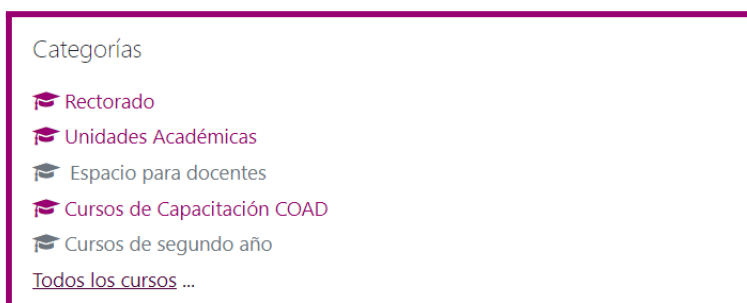 Categorías
Rectorado
Unidades Académicas
Espacio para docentes
Cursos de Capacitación COAD
Cursos de segundo año
Todos los cursos ...